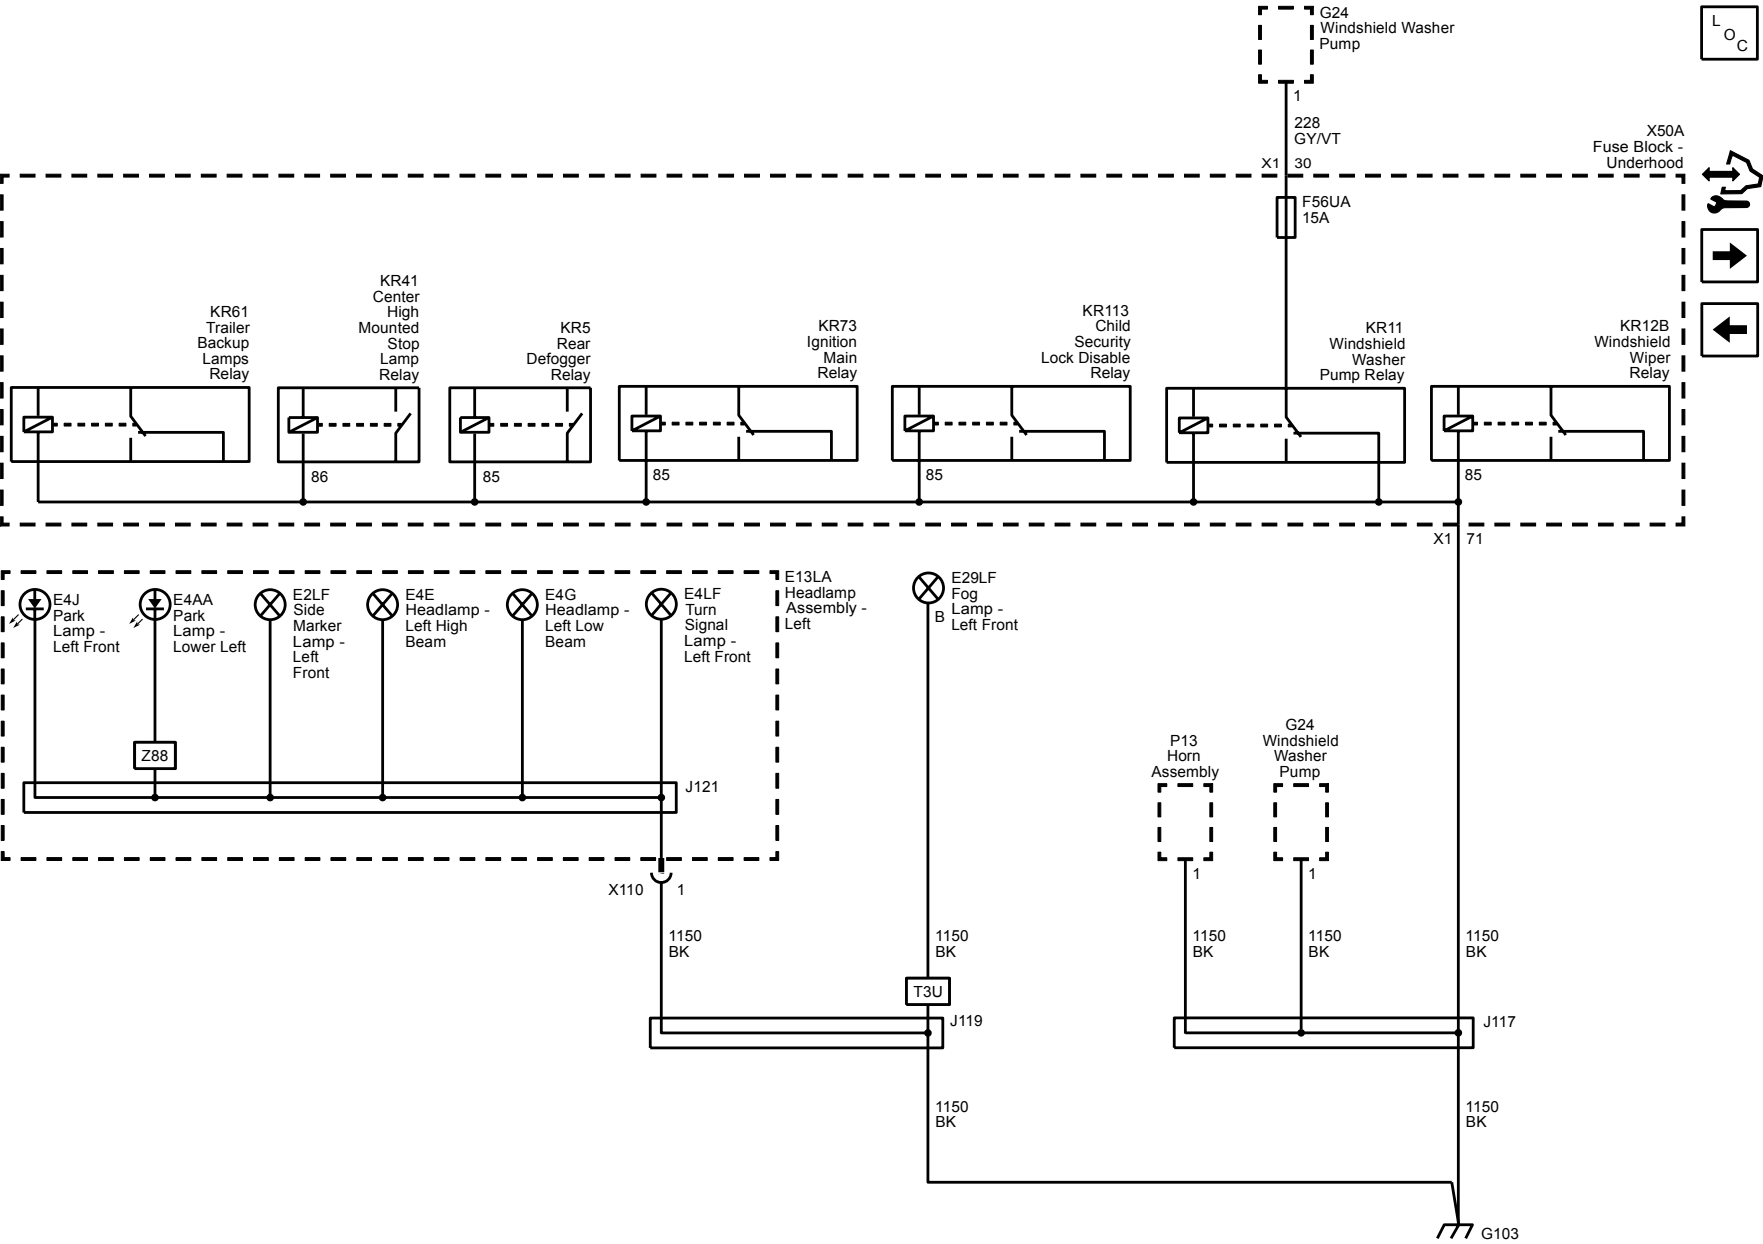 G24
Windshield Washer
Pump
L
O
C
1
228
GY/VT
X1 30
X50A
Fuse Block -
Underhood
F56UA
15A
KR61
Trailer
Backup
Lamps
Relay
KR41
Center
High
Mounted
Stop
Lamp
Relay
KR5
Rear
Defogger
Relay
KR73
Ignition
Main
Relay
KR113
Child
Security
Lock Disable
Relay
KR11
Windshield
Washer
Pump Relay
KR12B
Windshield
Wiper
Relay
86
85
85
85
85
X1 71
E4J
Park
Lamp -
Left Front
E4AA
Park
Lamp -
Lower Left
E2LF
Side
Marker
Lamp -
Left
Front
E4E
Headlamp -
Left High
Beam
E4G
Headlamp -
Left Low
Beam
E4LF
Turn
Signal
Lamp -
Left Front
E13LA
Headlamp
Assembly -
Left
E29LF
Fog
Lamp -
Left Front
B
Z88
J121
P13
Horn
Assembly
G24
Windshield
Washer
Pump
X110 1
1
1
1150
BK
1150
BK
1150
BK
1150
BK
1150
BK
T3U
J119
J117
1150
BK
1150
BK
G103